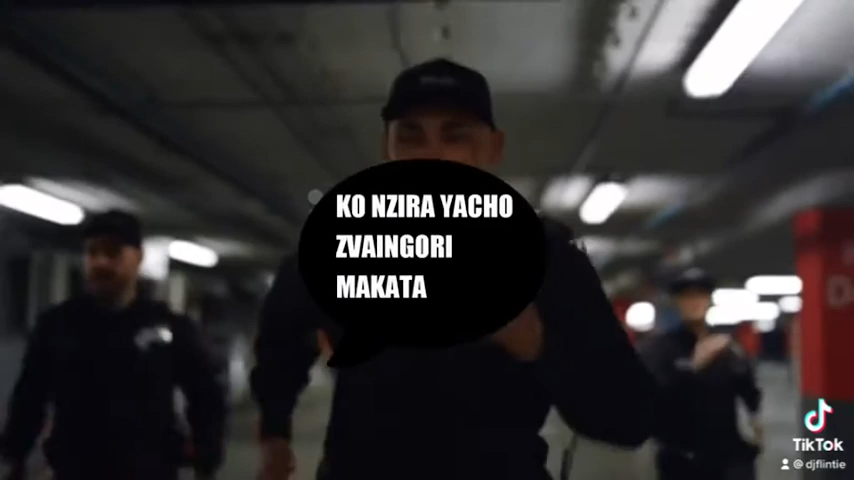 KO NZIRA YACHO
ZVAINGORI
MAKATA
TikTok
@djflintie